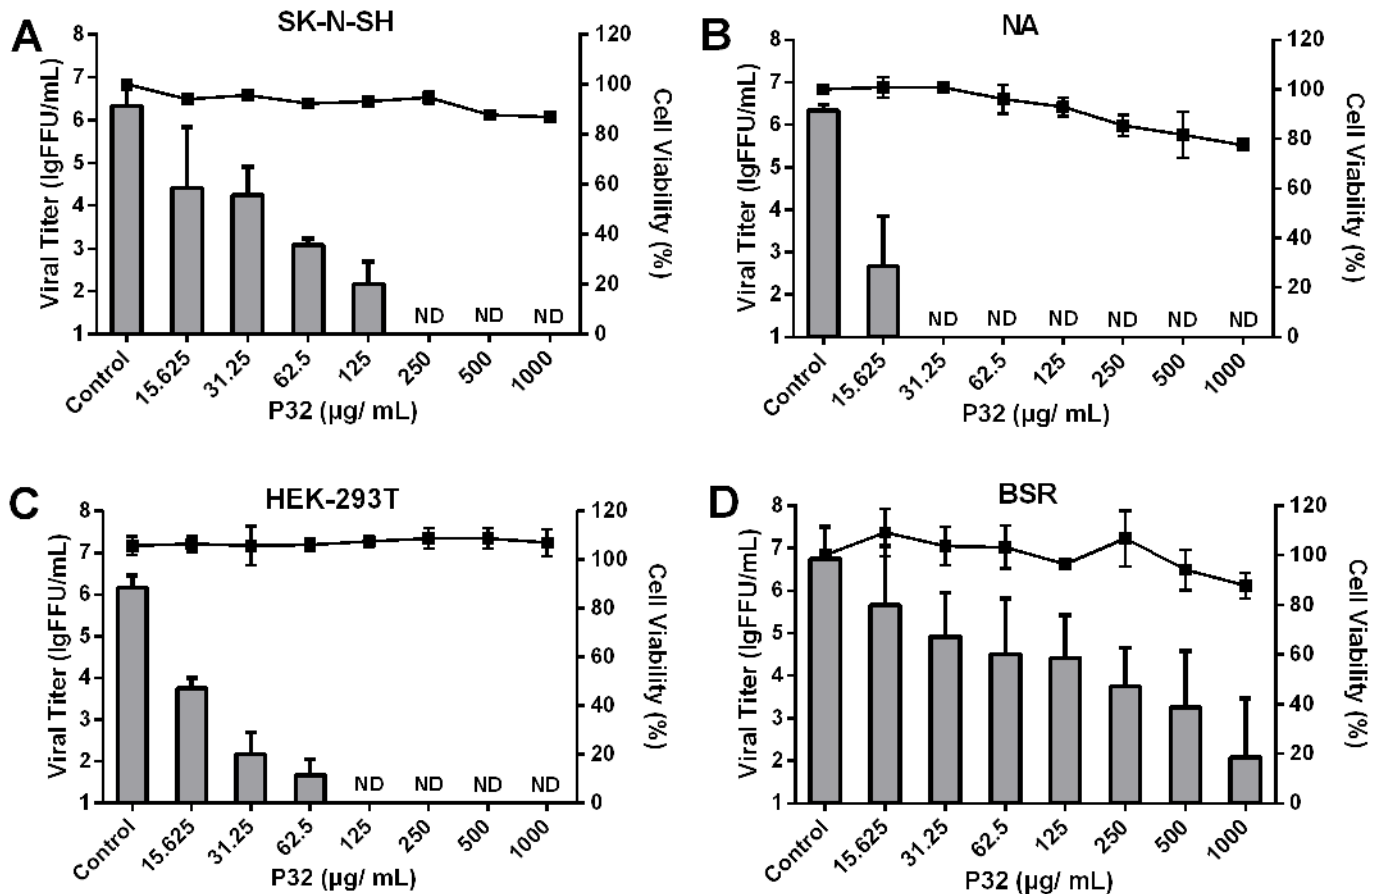 A
SK-N-SH
Viral Titer (lgFFU/mL)
8
7
6
5
4
3
2
1
120
100
80
60
40
20
0
Cell Viability (%)
ND ND ND
Control 15.625 31.25 62.5 125 250 500 1000
P32 (µg/ mL)
B
NA
Viral Titer (lgFFU/mL)
8
7
6
5
4
3
2
1
120
100
80
60
40
20
0
Cell Viability (%)
ND ND ND ND ND ND
Control 15.625 31.25 62.5 125 250 500 1000
P32 (µg/ mL)
C
HEK-293T
Viral Titer (lgFFU/mL)
8
7
6
5
4
3
2
1
120
100
80
60
40
20
0
Cell Viability (%)
ND ND ND ND
Control 15.625 31.25 62.5 125 250 500 1000
P32 (µg/ mL)
D
BSR
Viral Titer (lgFFU/mL)
8
7
6
5
4
3
2
1
120
100
80
60
40
20
0
Cell Viability (%)
Control 15.625 31.25 62.5 125 250 500 1000
P32 (µg/ mL)